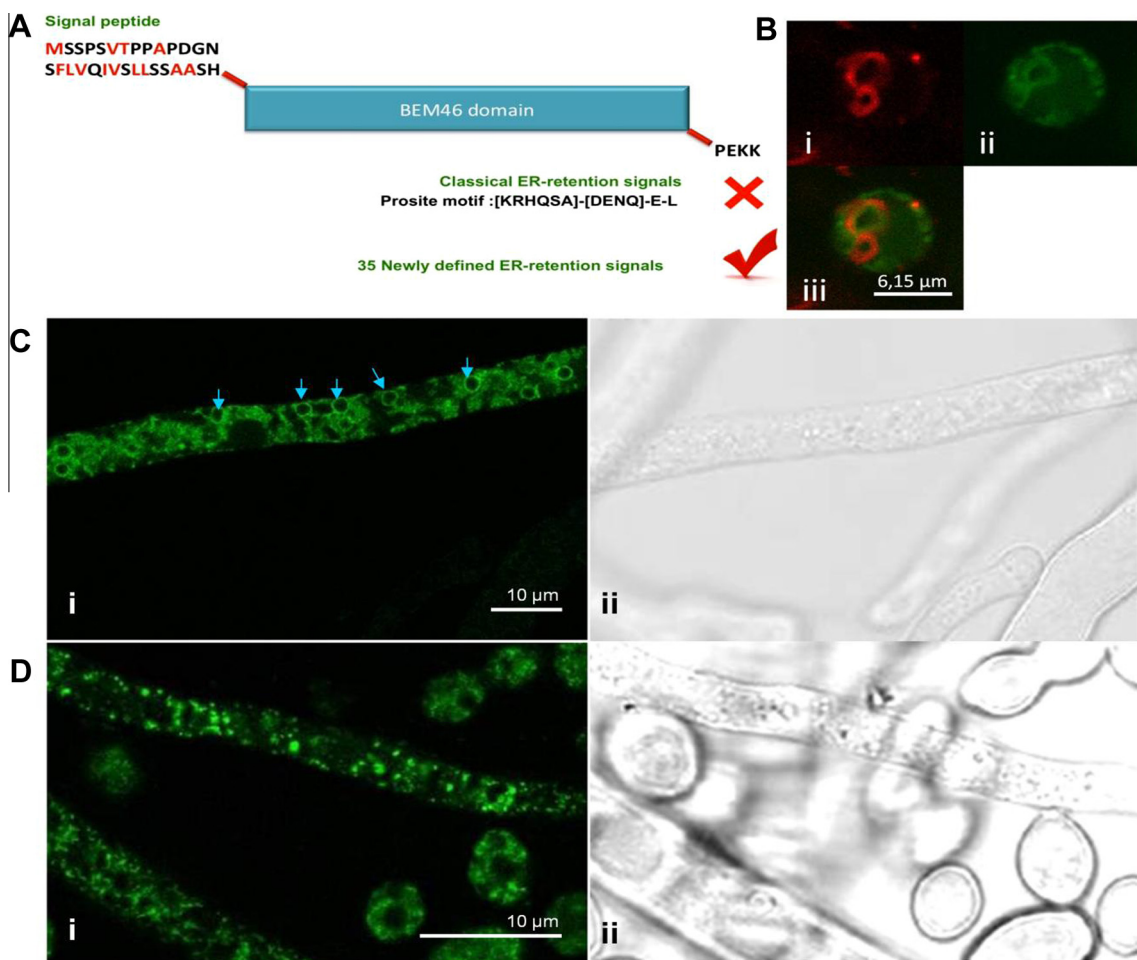 A
Signal peptide
MSSPSVTPPAPDGN
SFLVQIVSLLSSAASH
BEM46 domain
PEKK
Classical ER-retention signals
Prosite motif :[KRHQSA]-[DENQ]-E-L
35 Newly defined ER-retention signals
B
i
ii
iii
6,15 µm
C
i
10 µm
ii
D
i
10 µm
ii